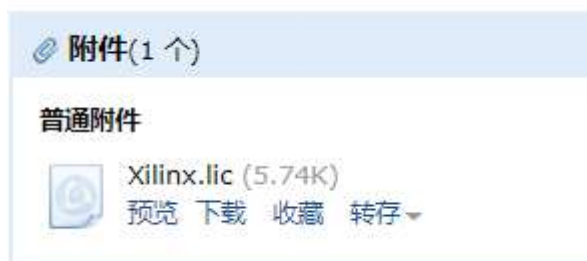 附件(1 个)
普通附件
Xilinx.lic (5.74K)
预览 下载 收藏 转存